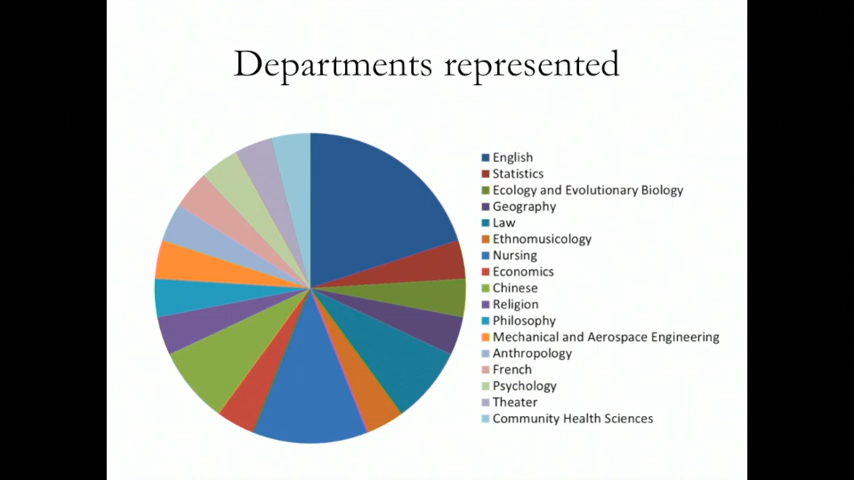 Departments represented
English
Statistics
Ecology and Evolutionary Biology
Geography
Law
Ethnomusicology
Nursing
Economics
Chinese
Religion
Philosophy
Mechanical and Aerospace Engineering
Anthropology
French
Psychology
Theater
Community Health Sciences